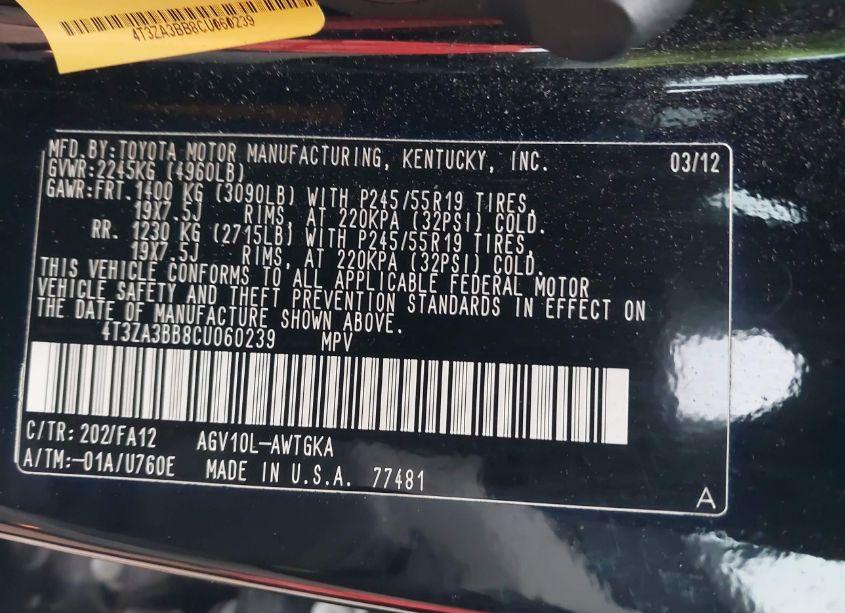 4T3ZA3BB8CU060239
MFD.BY:TOYOTA MOTOR MANUFACTURING, KENTUCKY, INC. 03/12
GVWR:2245KG (4960LB)
GAWR:FRT. 1400 KG (3090LB) WITH P245/55R19 TIRES,
19X7.5J RIMS, AT 220KPA (32PSI) COLD.
RR. 1230 KG (2715LB) WITH P245/55R19 TIRES,
19X7.5J RIMS, AT 220KPA (32PSI) COLD.
THIS VEHICLE CONFORMS TO ALL APPLICABLE FEDERAL MOTOR
VEHICLE SAFETY AND THEFT PREVENTION STANDARDS IN EFFECT ON
THE DATE OF MANUFACTURE SHOWN ABOVE.
4T3ZA3BB8CU060239 MPV
C/TR:202/FA12 AGV10L-AWTGKA
A/TM:-01A/U760E MADE IN U.S.A. 77481
A